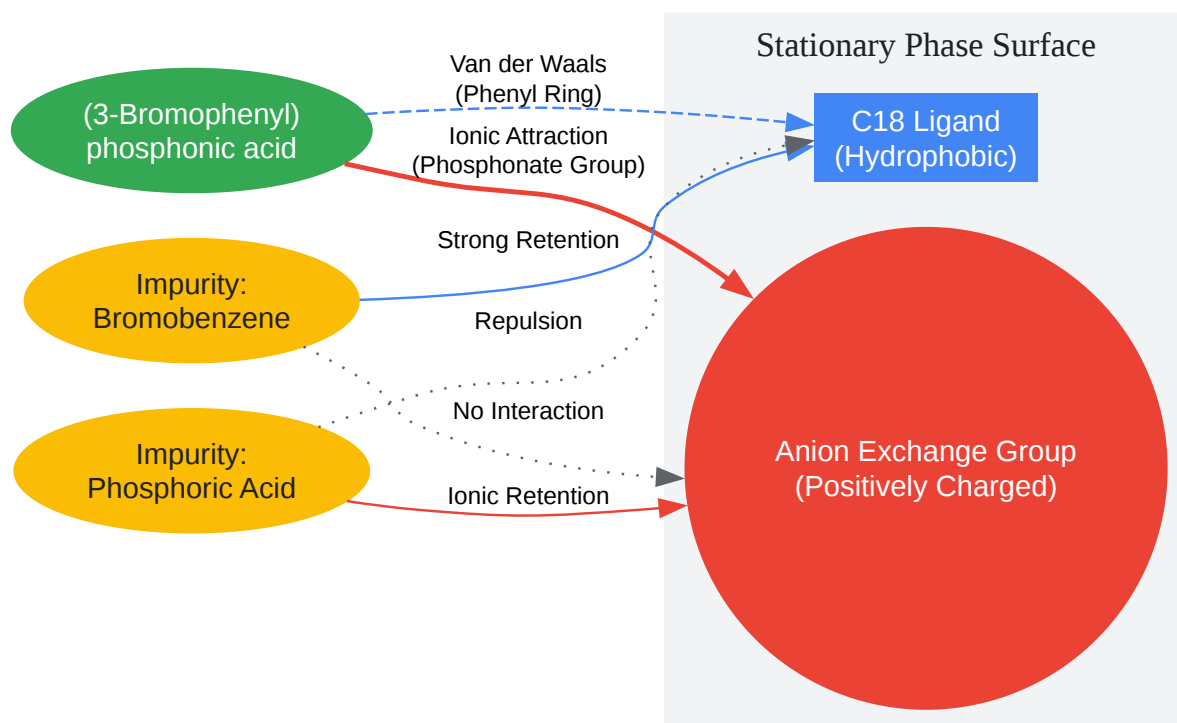 Stationary Phase Surface
Van der Waals
(Phenyl Ring)
(3-Bromophenyl)
phosphonic acid
C18 Ligand
(Hydrophobic)
Ionic Attraction
(Phosphonate Group)
Strong Retention
Impurity:
Bromobenzene
Repulsion
No Interaction
Impurity:
Phosphoric Acid
Anion Exchange Group
(Positively Charged)
Ionic Retention